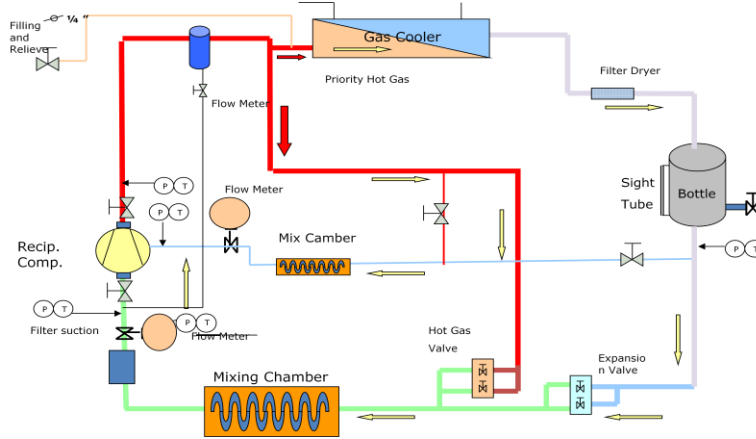 Filling
and
Relieve
¼ "
Gas Cooler
Priority Hot Gas
Filter Dryer
Flow Meter
P T
P T
Flow Meter
Sight
Tube
Bottle
P T
Recip.
Comp.
Mix Camber
P T
Filter suction
P T
Flow Meter
Hot Gas
Valve
Expansio
n Valve
Mixing Chamber